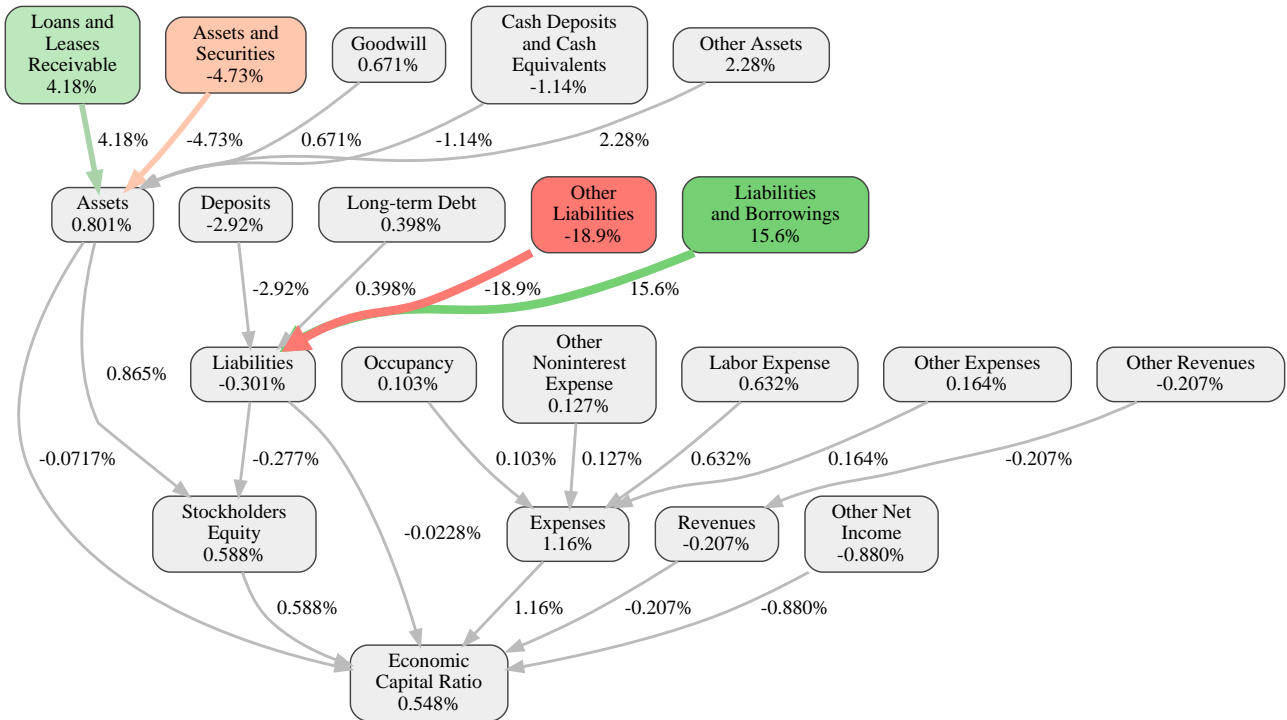 Loans and
Leases
Receivable
4.18%
Assets and
Securities
-4.73%
Goodwill
0.671%
Cash Deposits
and Cash
Equivalents
-1.14%
Other Assets
2.28%
4.18%
-4.73%
0.671%
-1.14%
2.28%
Assets
0.801%
Deposits
-2.92%
Long-term Debt
0.398%
Other
Liabilities
-18.9%
Liabilities
and Borrowings
15.6%
-2.92%
0.398%
-18.9%
15.6%
0.865%
Liabilities
-0.301%
Occupancy
0.103%
Other
Noninterest
Expense
0.127%
Labor Expense
0.632%
Other Expenses
0.164%
Other Revenues
-0.207%
-0.0717%
-0.277%
0.103%
0.127%
0.632%
0.164%
-0.207%
Stockholders
Equity
0.588%
-0.0228%
Expenses
1.16%
Revenues
-0.207%
Other Net
Income
-0.880%
0.588%
1.16%
-0.207%
-0.880%
Economic
Capital Ratio
0.548%